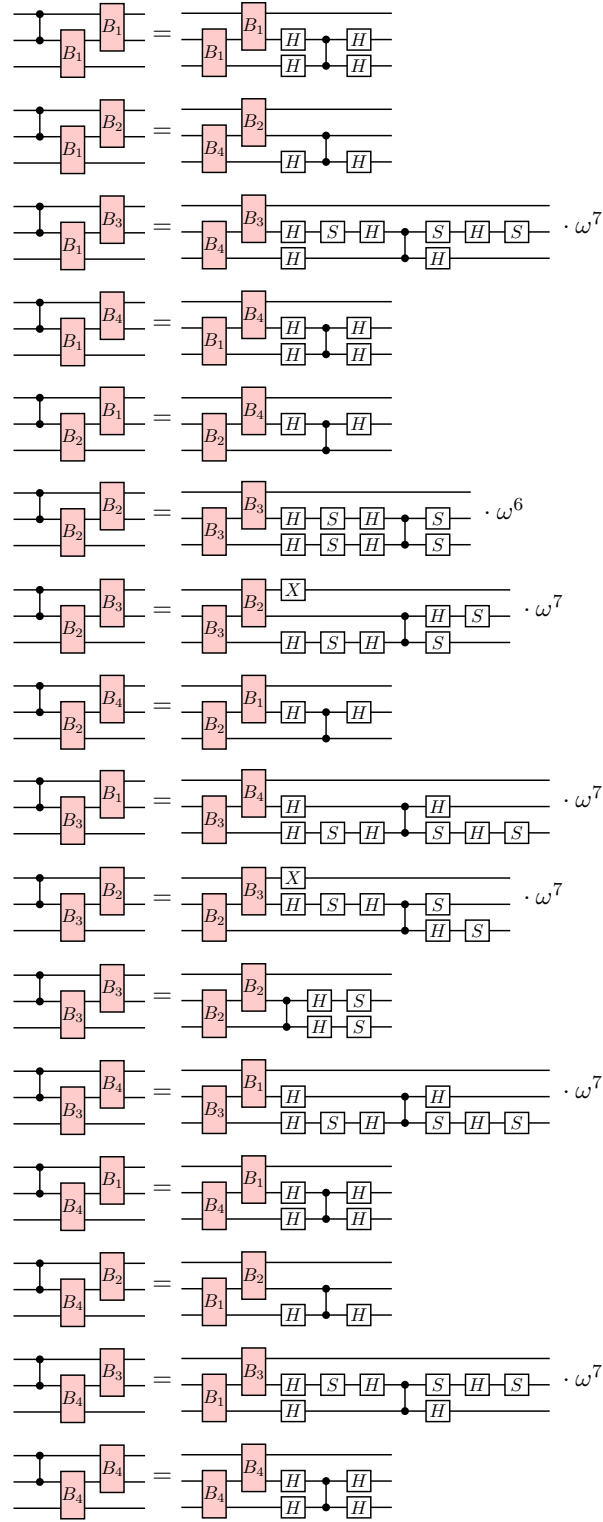 B₁ = B₁
H H
B₁ B₁
H H
B₂ = B₂
B₁ B₄
H H
B₃ = B₃ · ω⁷
H S H S H S
B₁ B₄
H H
B₄ = B₄
H H
B₁ B₁
H H
B₁ = B₄
H H
B₂ B₂
B₂ = B₃ · ω⁶
H S H S
B₂ B₃
H S H S
X
B₃ = B₂ · ω⁷
H S
B₂ B₃
H S H S
B₄ = B₁
H H
B₂ B₂
B₁ = B₄ · ω⁷
H H
B₃ B₃
H S H S H S
X
B₂ = B₃ · ω⁷
H S H S
B₃ B₂
H S
B₃ = B₂
H S
B₃ B₂
H S
B₄ = B₁ · ω⁷
H H
B₃ B₃
H S H S H S
B₁ = B₁
H H
B₄ B₄
H H
B₂ = B₂
B₄ B₁
H H
B₃ = B₃ · ω⁷
H S H S H S
B₄ B₁
H H
B₄ = B₄
H H
B₄ B₄
H H